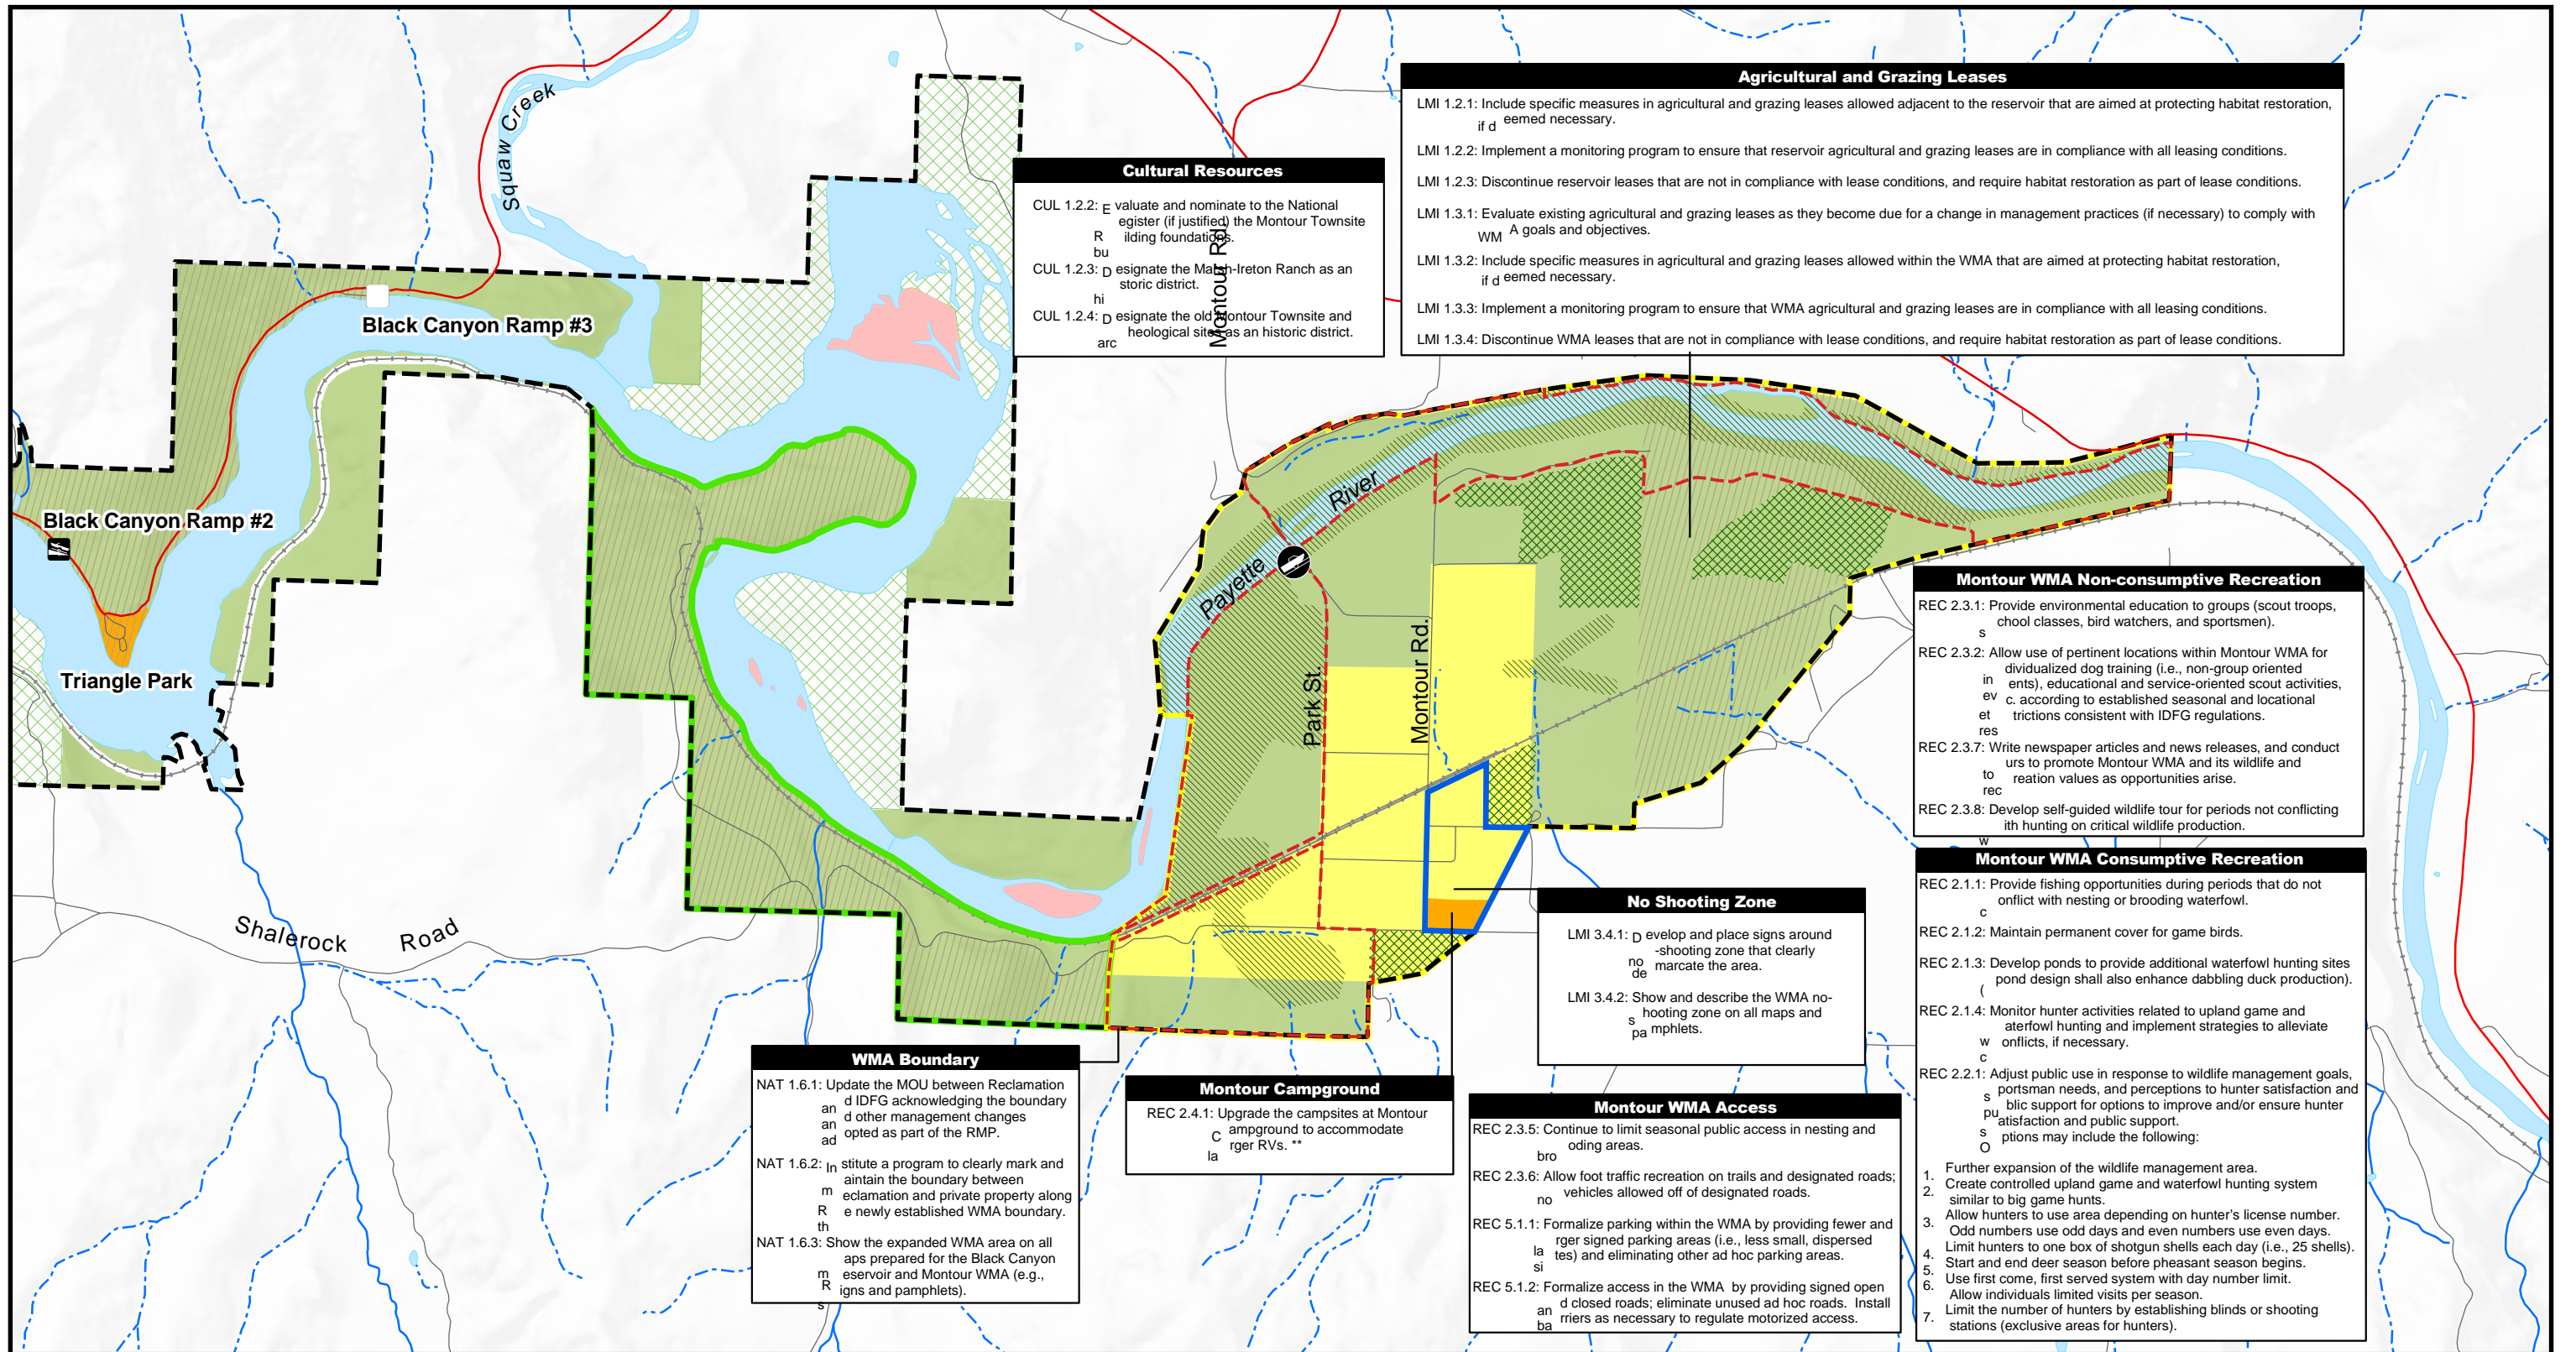 Squaw Creek
Black Canyon Ramp #3
Black Canyon Ramp #2
Triangle Park
Shalerock Road
Payette River
Park St.
Montour Rd.
Montour Rd.
Cultural Resources
CUL 1.2.2: Evaluate and nominate to the National
Register (if justified) the Montour Townsite
building foundations.
CUL 1.2.3: Designate the Marsh-Ireton Ranch as an
historic district.
CUL 1.2.4: Designate the old Montour Townsite and
archeological sites as an historic district.
Agricultural and Grazing Leases
LMI 1.2.1: Include specific measures in agricultural and grazing leases allowed adjacent to the reservoir that are aimed at protecting habitat restoration,
if deemed necessary.
LMI 1.2.2: Implement a monitoring program to ensure that reservoir agricultural and grazing leases are in compliance with all leasing conditions.
LMI 1.2.3: Discontinue reservoir leases that are not in compliance with lease conditions, and require habitat restoration as part of lease conditions.
LMI 1.3.1: Evaluate existing agricultural and grazing leases as they become due for a change in management practices (if necessary) to comply with
WMA goals and objectives.
LMI 1.3.2: Include specific measures in agricultural and grazing leases allowed within the WMA that are aimed at protecting habitat restoration,
if deemed necessary.
LMI 1.3.3: Implement a monitoring program to ensure that WMA agricultural and grazing leases are in compliance with all leasing conditions.
LMI 1.3.4: Discontinue WMA leases that are not in compliance with lease conditions, and require habitat restoration as part of lease conditions.
Montour WMA Non-consumptive Recreation
REC 2.3.1: Provide environmental education to groups (scout troops,
school classes, bird watchers, and sportsmen).
REC 2.3.2: Allow use of pertinent locations within Montour WMA for
individualized dog training (i.e., non-group oriented
events), educational and service-oriented scout activities,
etc. according to established seasonal and locational
restrictions consistent with IDFG regulations.
REC 2.3.7: Write newspaper articles and news releases, and conduct
tours to promote Montour WMA and its wildlife and
recreation values as opportunities arise.
REC 2.3.8: Develop self-guided wildlife tour for periods not conflicting
with hunting on critical wildlife production.
Montour WMA Consumptive Recreation
REC 2.1.1: Provide fishing opportunities during periods that do not
conflict with nesting or brooding waterfowl.
REC 2.1.2: Maintain permanent cover for game birds.
REC 2.1.3: Develop ponds to provide additional waterfowl hunting sites
(pond design shall also enhance dabbling duck production).
REC 2.1.4: Monitor hunter activities related to upland game and
waterfowl hunting and implement strategies to alleviate
conflicts, if necessary.
REC 2.2.1: Adjust public use in response to wildlife management goals,
sportsman needs, and perceptions to hunter satisfaction and
public support for options to improve and/or ensure hunter
satisfaction and public support.
Options may include the following:
1. Further expansion of the wildlife management area.
2. Create controlled upland game and waterfowl hunting system
similar to big game hunts.
3. Allow hunters to use area depending on hunter's license number.
Odd numbers use odd days and even numbers use even days.
4. Limit hunters to one box of shotgun shells each day (i.e., 25 shells).
5. Start and end deer season before pheasant season begins.
6. Use first come, first served system with day number limit.
Allow individuals limited visits per season.
7. Limit the number of hunters by establishing blinds or shooting
stations (exclusive areas for hunters).
No Shooting Zone
LMI 3.4.1: Develop and place signs around
no-shooting zone that clearly
demarcate the area.
LMI 3.4.2: Show and describe the WMA no-
shooting zone on all maps and
pamphlets.
WMA Boundary
NAT 1.6.1: Update the MOU between Reclamation
and IDFG acknowledging the boundary
and other management changes
adopted as part of the RMP.
NAT 1.6.2: Institute a program to clearly mark and
maintain the boundary between
Reclamation and private property along
the newly established WMA boundary.
NAT 1.6.3: Show the expanded WMA area on all
maps prepared for the Black Canyon
Reservoir and Montour WMA (e.g.,
signs and pamphlets).
Montour Campground
REC 2.4.1: Upgrade the campsites at Montour
Campground to accommodate
larger RVs. **
Montour WMA Access
REC 2.3.5: Continue to limit seasonal public access in nesting and
brooding areas.
REC 2.3.6: Allow foot traffic recreation on trails and designated roads;
no vehicles allowed off of designated roads.
REC 5.1.1: Formalize parking within the WMA by providing fewer and
larger signed parking areas (i.e., less small, dispersed
sites) and eliminating other ad hoc parking areas.
REC 5.1.2: Formalize access in the WMA by providing signed open
and closed roads; eliminate unused ad hoc roads. Install
barriers as necessary to regulate motorized access.